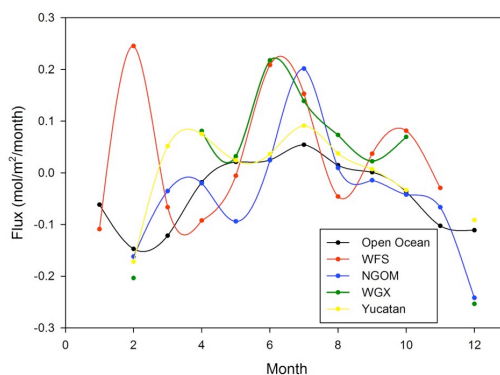 0.3
0.2
0.1
0.0
-0.1
-0.2
-0.3
Flux (mol/m²/month)
Open Ocean
WFS
NGOM
WGX
Yucatan
0 2 4 6 8 10 12
Month